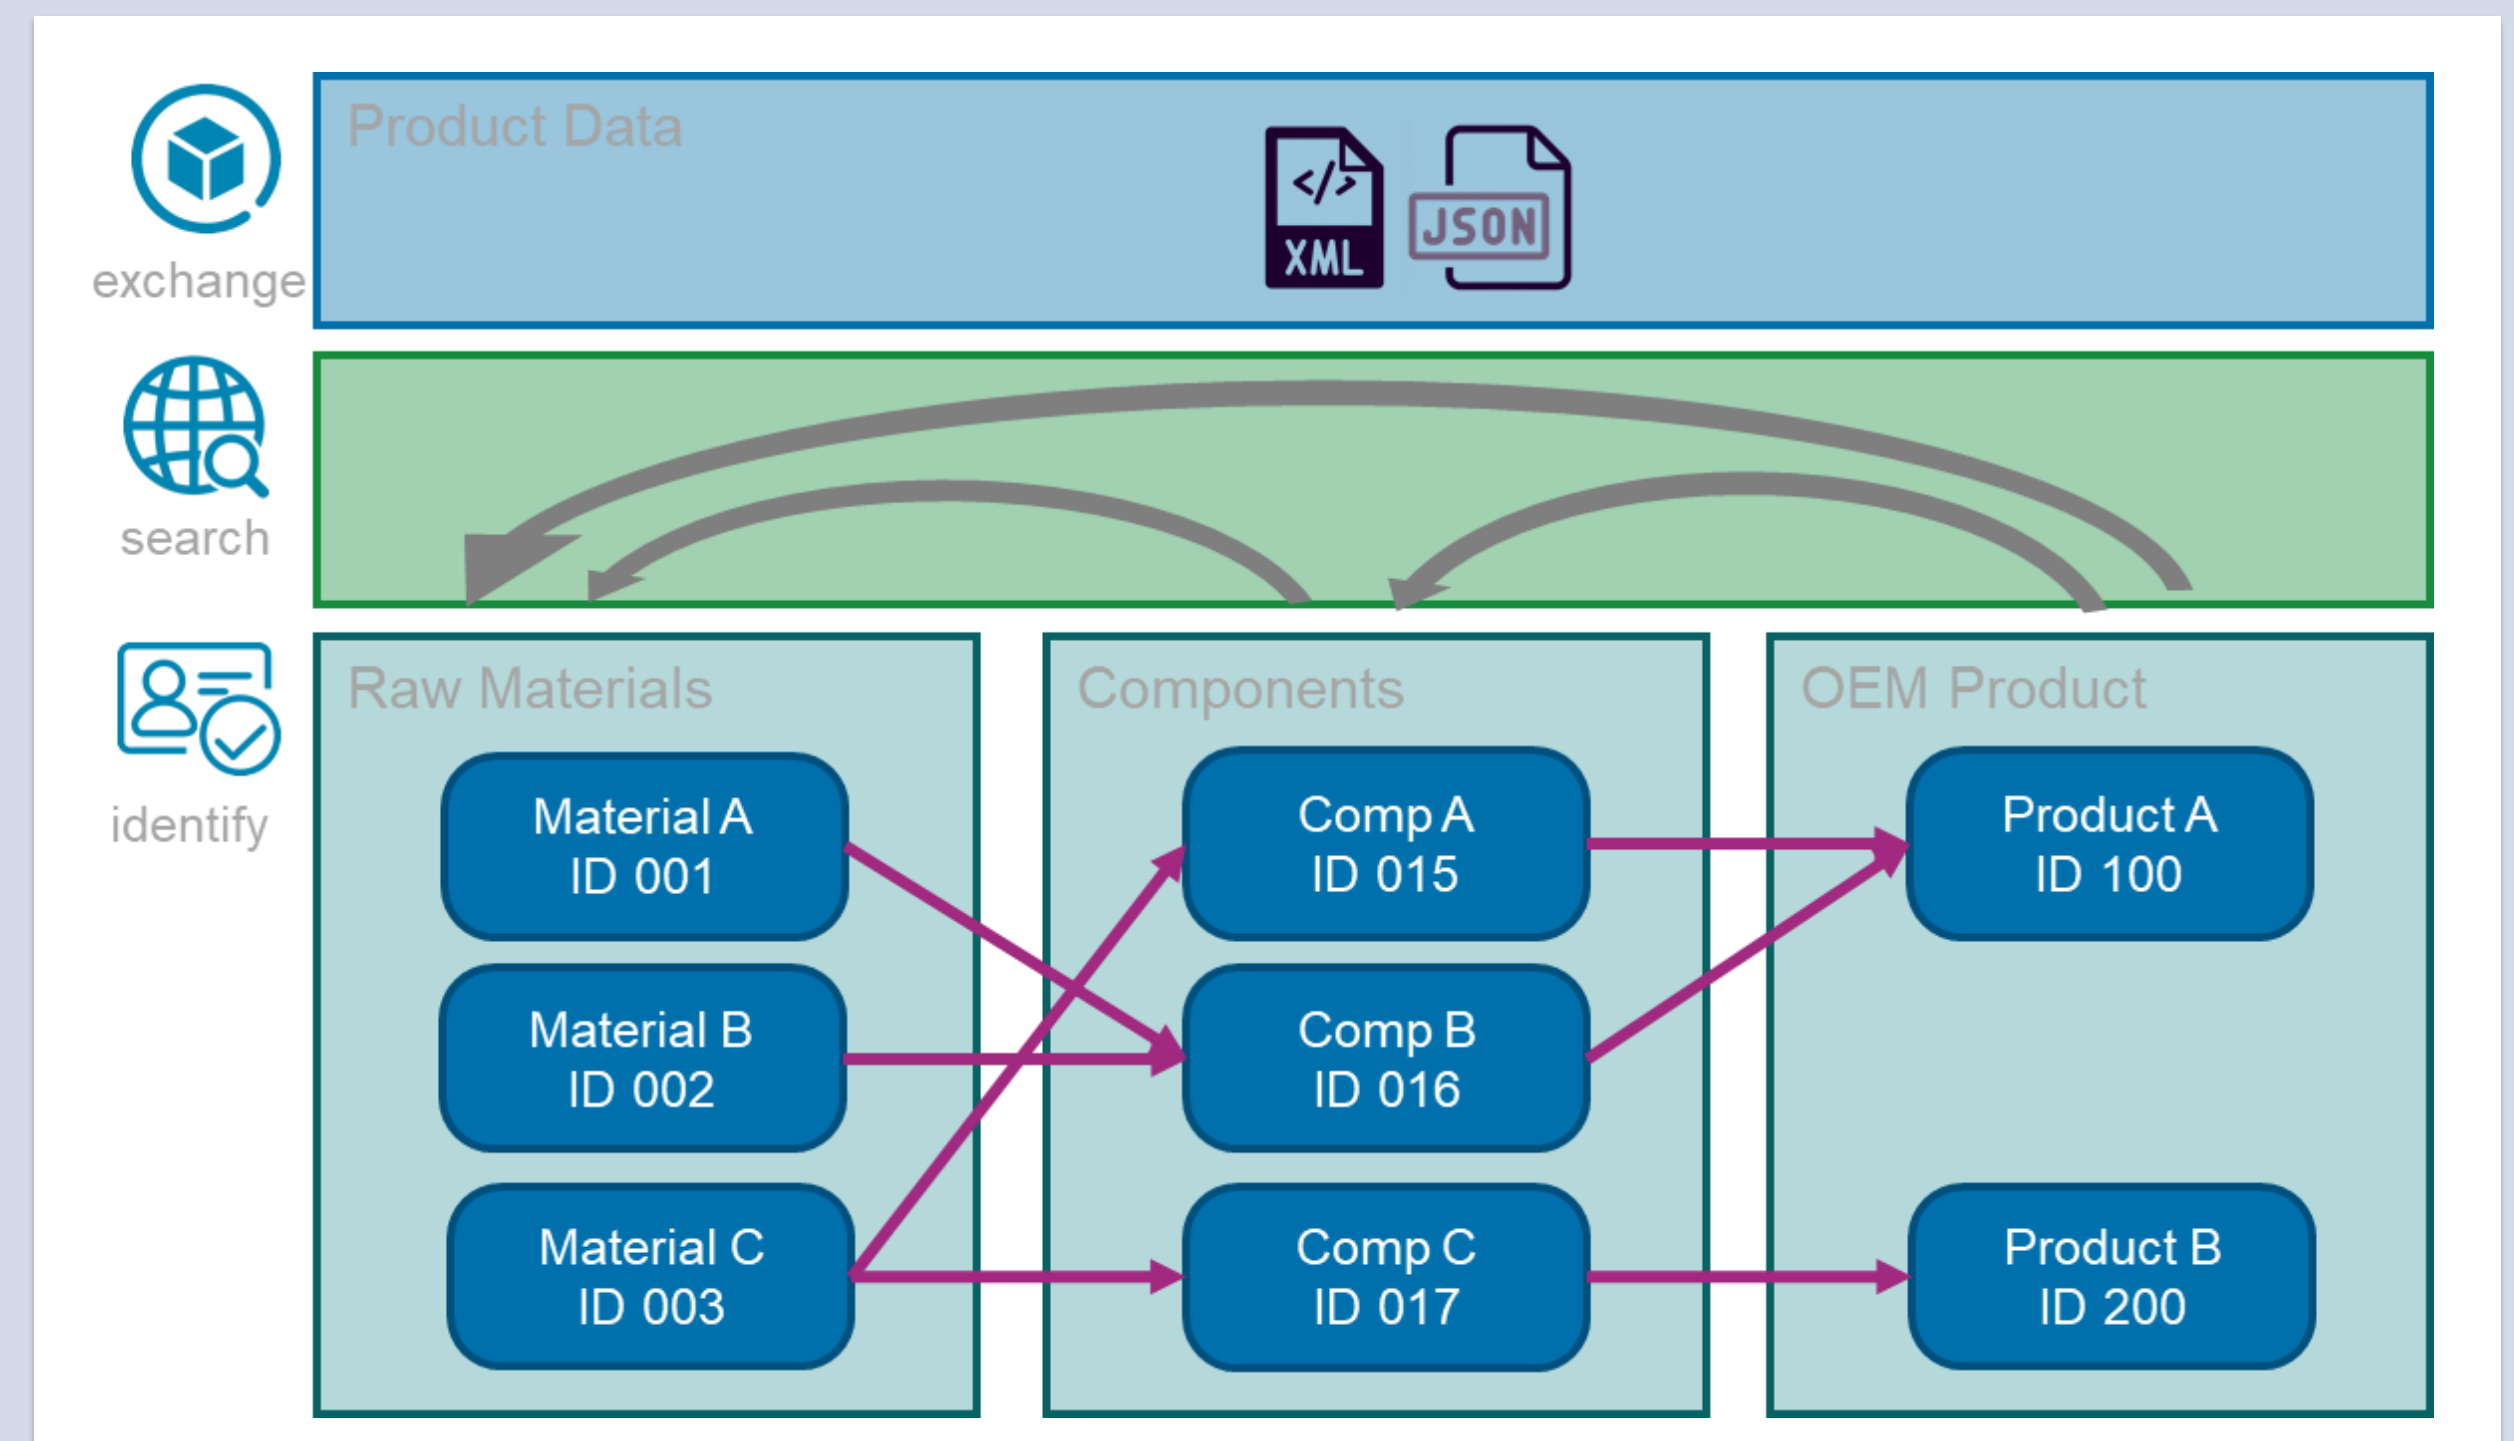 Product Data
</>
XML
JSON
exchange
search
Raw Materials
Components
OEM Product
identify
Material A
ID 001
Comp A
ID 015
Product A
ID 100
Material B
ID 002
Comp B
ID 016
Material C
ID 003
Comp C
ID 017
Product B
ID 200